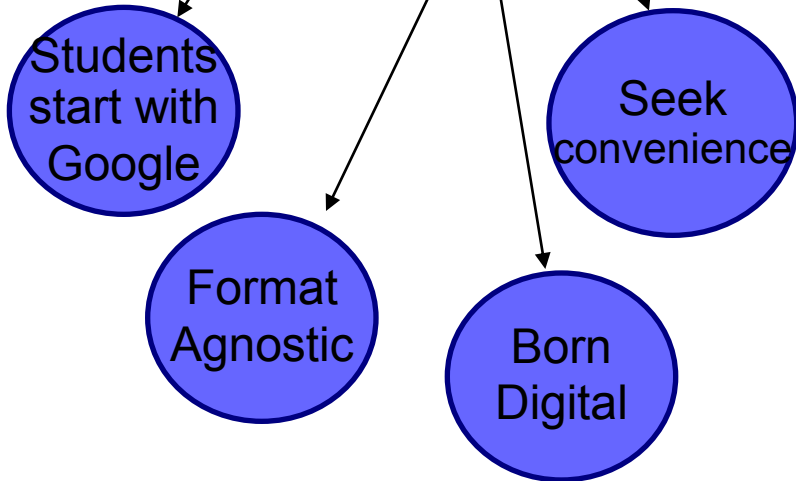 Students
start with
Google
Seek
convenience
Format
Agnostic
Born
Digital